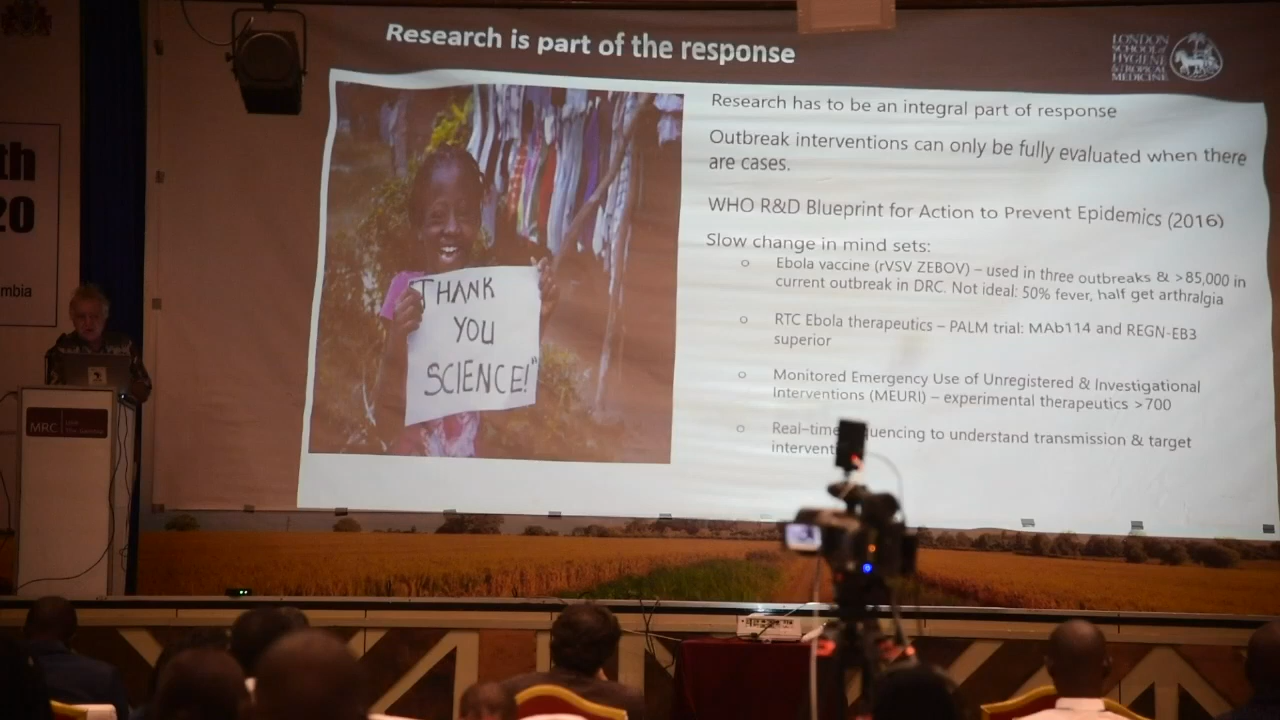 Research is part of the response
LONDON
SCHOOL of
HYGIENE
& TROPICAL
MEDICINE
Research has to be an integral part of response
Outbreak interventions can only be fully evaluated when there
are cases.
WHO R&D Blueprint for Action to Prevent Epidemics (2016)
Slow change in mind sets:
o Ebola vaccine (rVSV ZEBOV) – used in three outbreaks & >85,000 in
current outbreak in DRC. Not ideal: 50% fever, half get arthralgia
o RTC Ebola therapeutics – PALM trial: MAb114 and REGN-EB3
superior
o Monitored Emergency Use of Unregistered & Investigational
Interventions (MEURI) – experimental therapeutics >700
o Real-time uencing to understand transmission & target
intervent
THANK
YOU
SCIENCE!"
th
20
mbia
MRC